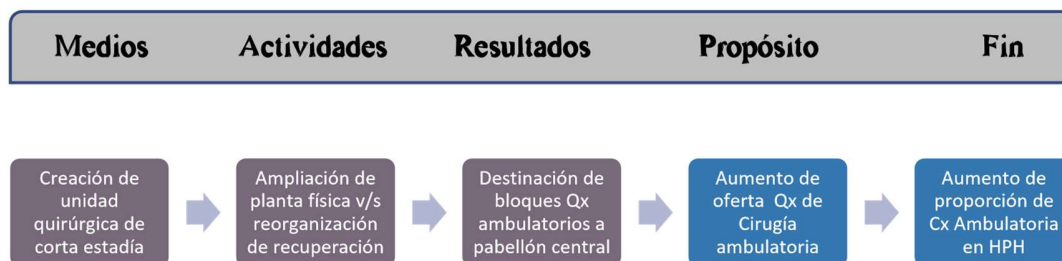 Medios Actividades Resultados Propósito Fin
Creación de
unidad
quirúrgica de
corta estadía
Ampliación de
planta física v/s
reorganización
de recuperación
Destinación de
bloques Qx
ambulatorios a
pabellón central
Aumento de
oferta Qx de
Cirugía
ambulatoria
Aumento de
proporción de
Cx Ambulatoria
en HPH